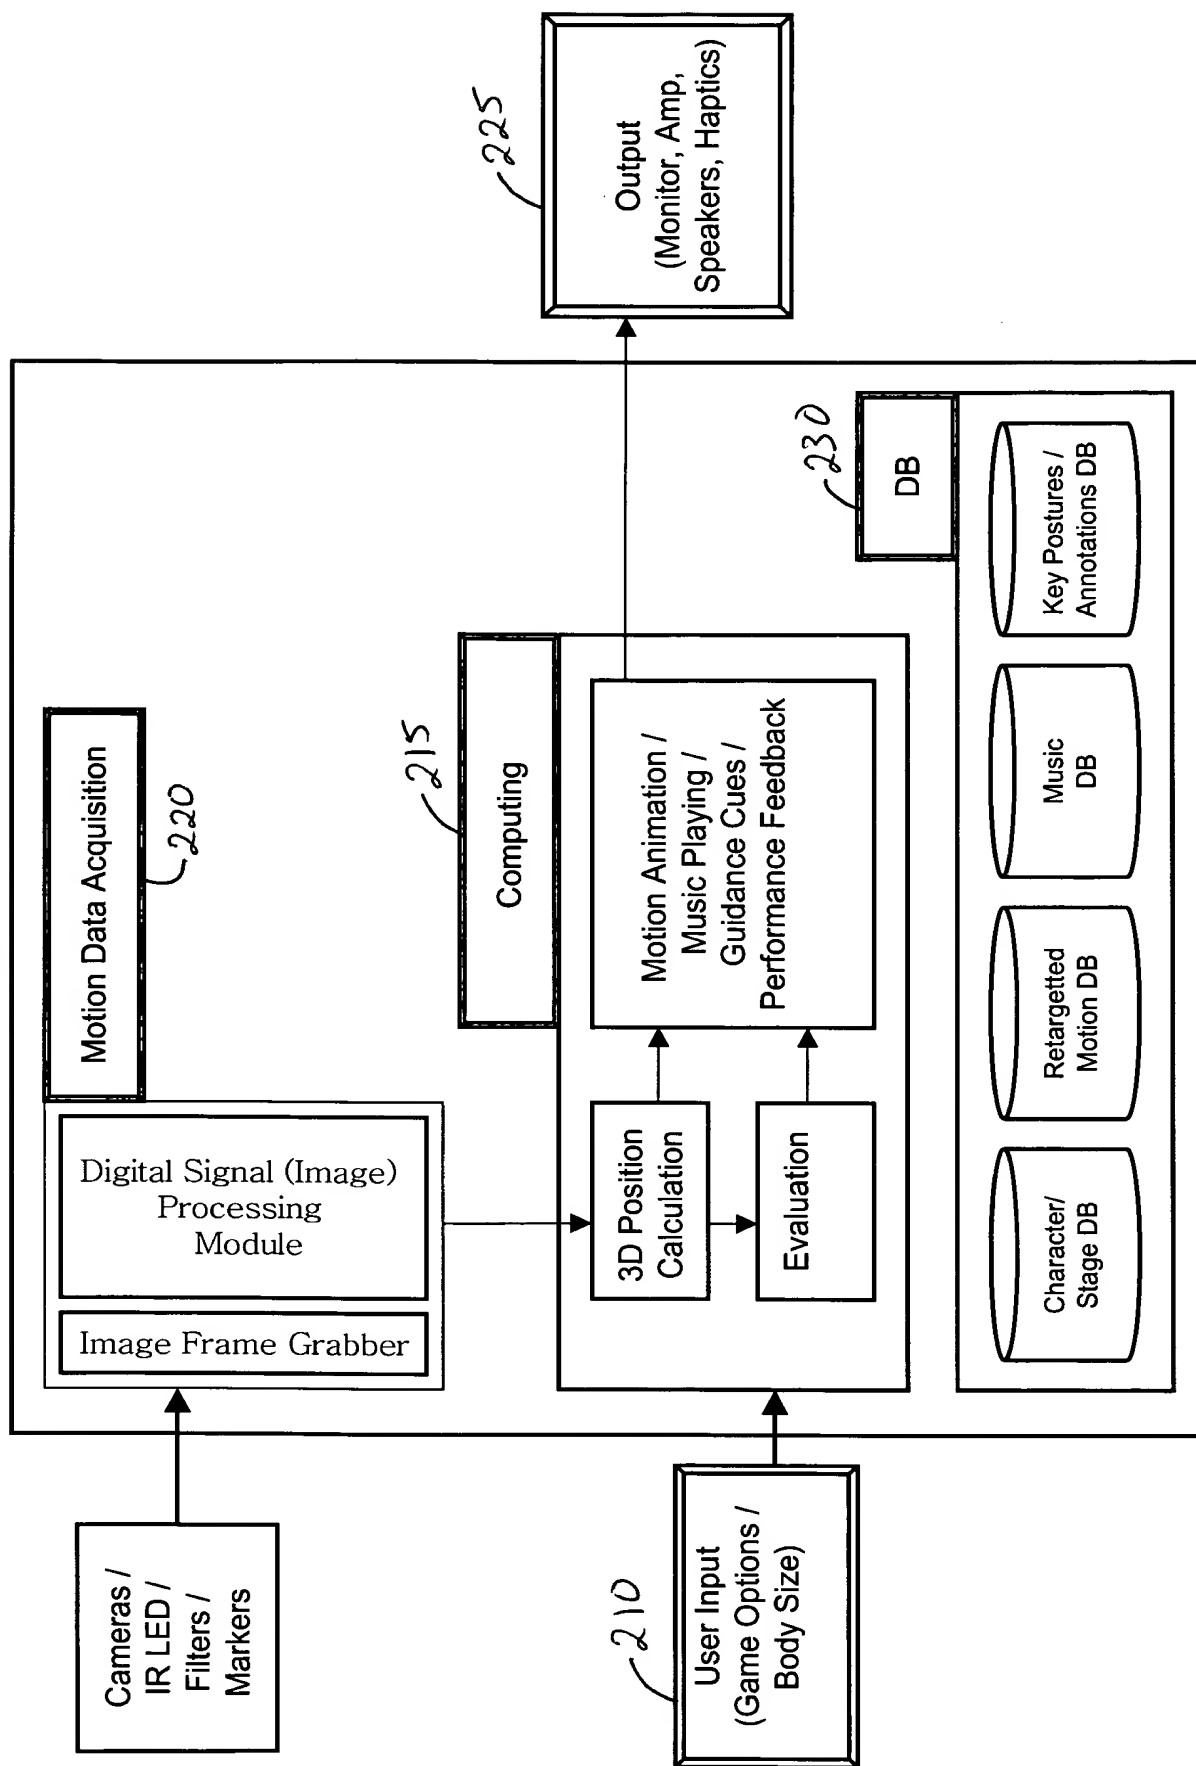 Cameras /
IR LED /
Filters /
Markers
Image Frame Grabber
Digital Signal (Image)
Processing
Module
Motion Data Acquisition
220
User Input
(Game Options /
Body Size)
210
3D Position
Calculation
Evaluation
Computing
215
Motion Animation /
Music Playing /
Guidance Cues /
Performance Feedback
Output
(Monitor, Amp,
Speakers, Haptics)
225
Character/
Stage DB
Retargetted
Motion DB
Music
DB
Key Postures /
Annotations DB
DB
230